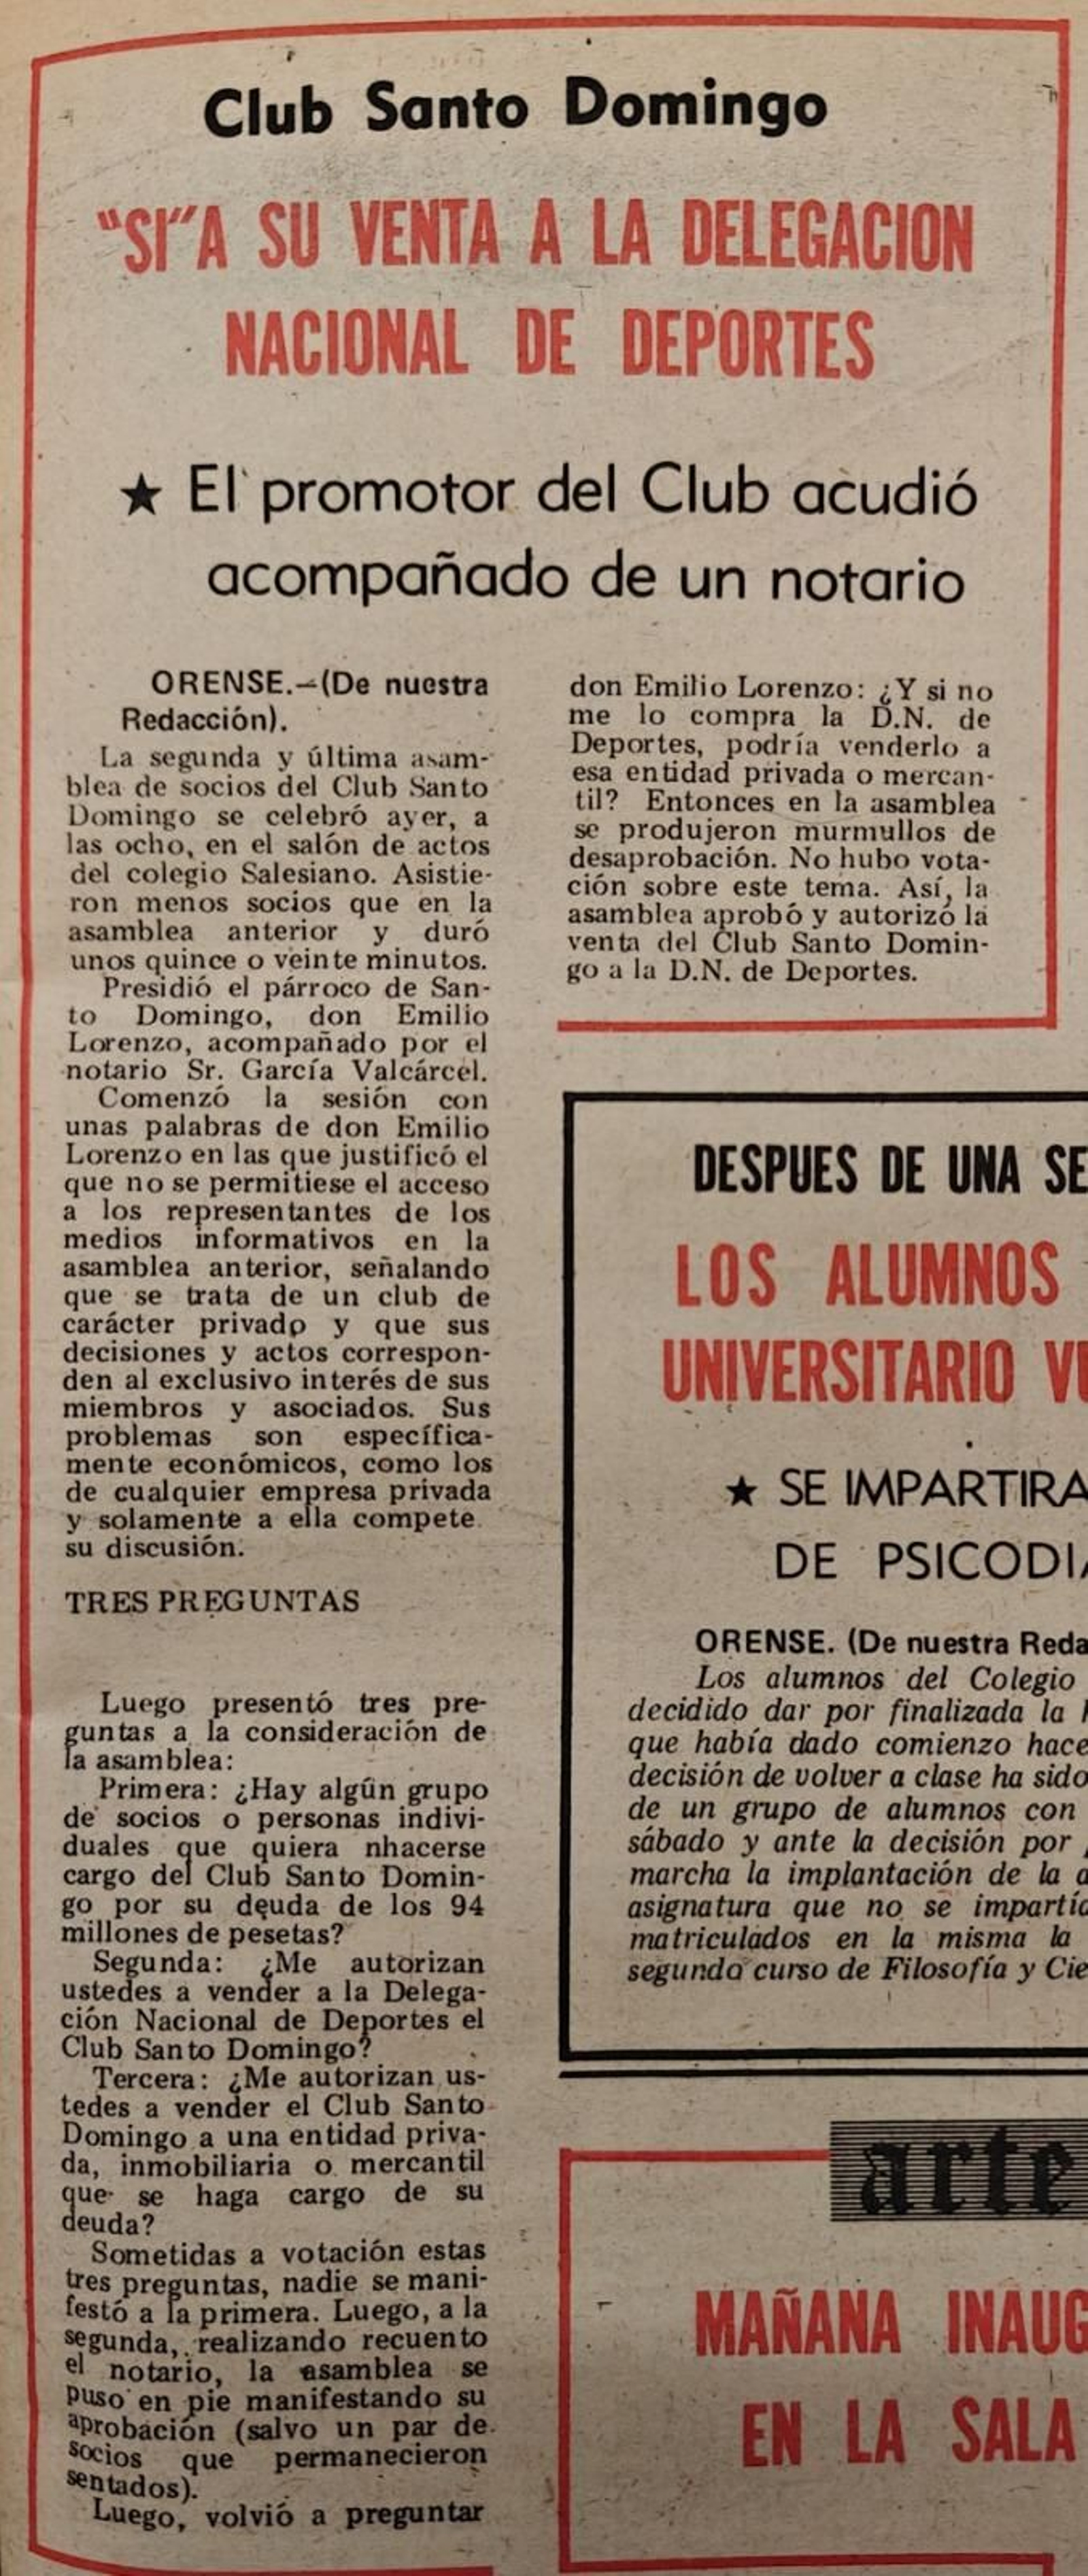 Club Santo Domingo
"SI" A SU VENTA A LA DELEGACION
NACIONAL DE DEPORTES
★ El promotor del Club acudió
acompañado de un notario
ORENSE.—(De nuestra
Redacción).
La segunda y última asam-
blea de socios del Club Santo
Domingo se celebró ayer, a
las ocho, en el salón de actos
del colegio Salesiano. Asistie-
ron menos socios que en la
asamblea anterior y duró
unos quince o veinte minutos.
Presidió el párroco de San-
to Domingo, don Emilio
Lorenzo, acompañado por el
notario Sr. García Valcárcel.
Comenzó la sesión con
unas palabras de don Emilio
Lorenzo en las que justificó el
que no se permitiese el acceso
a los representantes de los
medios informativos en la
asamblea anterior, señalando
que se trata de un club de
carácter privado y que sus
decisiones y actos correspon-
den al exclusivo interés de sus
miembros y asociados. Sus
problemas son específica-
mente económicos, como los
de cualquier empresa privada
y solamente a ella compete
su discusión.
TRES PREGUNTAS
Luego presentó tres pre-
guntas a la consideración de
la asamblea:
Primera: ¿Hay algún grupo
de socios o personas indivi-
duales que quiera nhacerse
cargo del Club Santo Domin-
go por su deuda de los 94
millones de pesetas?
Segunda: ¿Me autorizan
ustedes a vender a la Delega-
ción Nacional de Deportes el
Club Santo Domingo?
Tercera: ¿Me autorizan us-
tedes a vender el Club Santo
Domingo a una entidad priva-
da, inmobiliaria o mercantil
que se haga cargo de su
deuda?
Sometidas a votación estas
tres preguntas, nadie se mani-
festó a la primera. Luego, a la
segunda, realizando recuento
el notario, la asamblea se
puso en pie manifestando su
aprobación (salvo un par de
socios que permanecieron
sentados).
Luego, volvió a preguntar
don Emilio Lorenzo: ¿Y si no
me lo compra la D.N. de
Deportes, podría venderlo a
esa entidad privada o mercan-
til? Entonces en la asamblea
se produjeron murmullos de
desaprobación. No hubo vota-
ción sobre este tema. Así, la
asamblea aprobó y autorizó la
venta del Club Santo Domin-
go a la D.N. de Deportes.
DESPUES DE UNA SE
LOS ALUMNOS
UNIVERSITARIO
★ SE IMPARTIRA
DE PSICODI
ORENSE. (De nuestra Reda
Los alumnos del Colegio
decidido dar por finalizada la
que había dado comienzo hace
decisión de volver a clase ha sido
de un grupo de alumnos con
sábado y ante la decisión por
marcha la implantación de la
asignatura que no se impartía
matriculados en la misma la
segundo curso de Filosofía y Cie
arte
MAÑANA INAUG
EN LA SALA